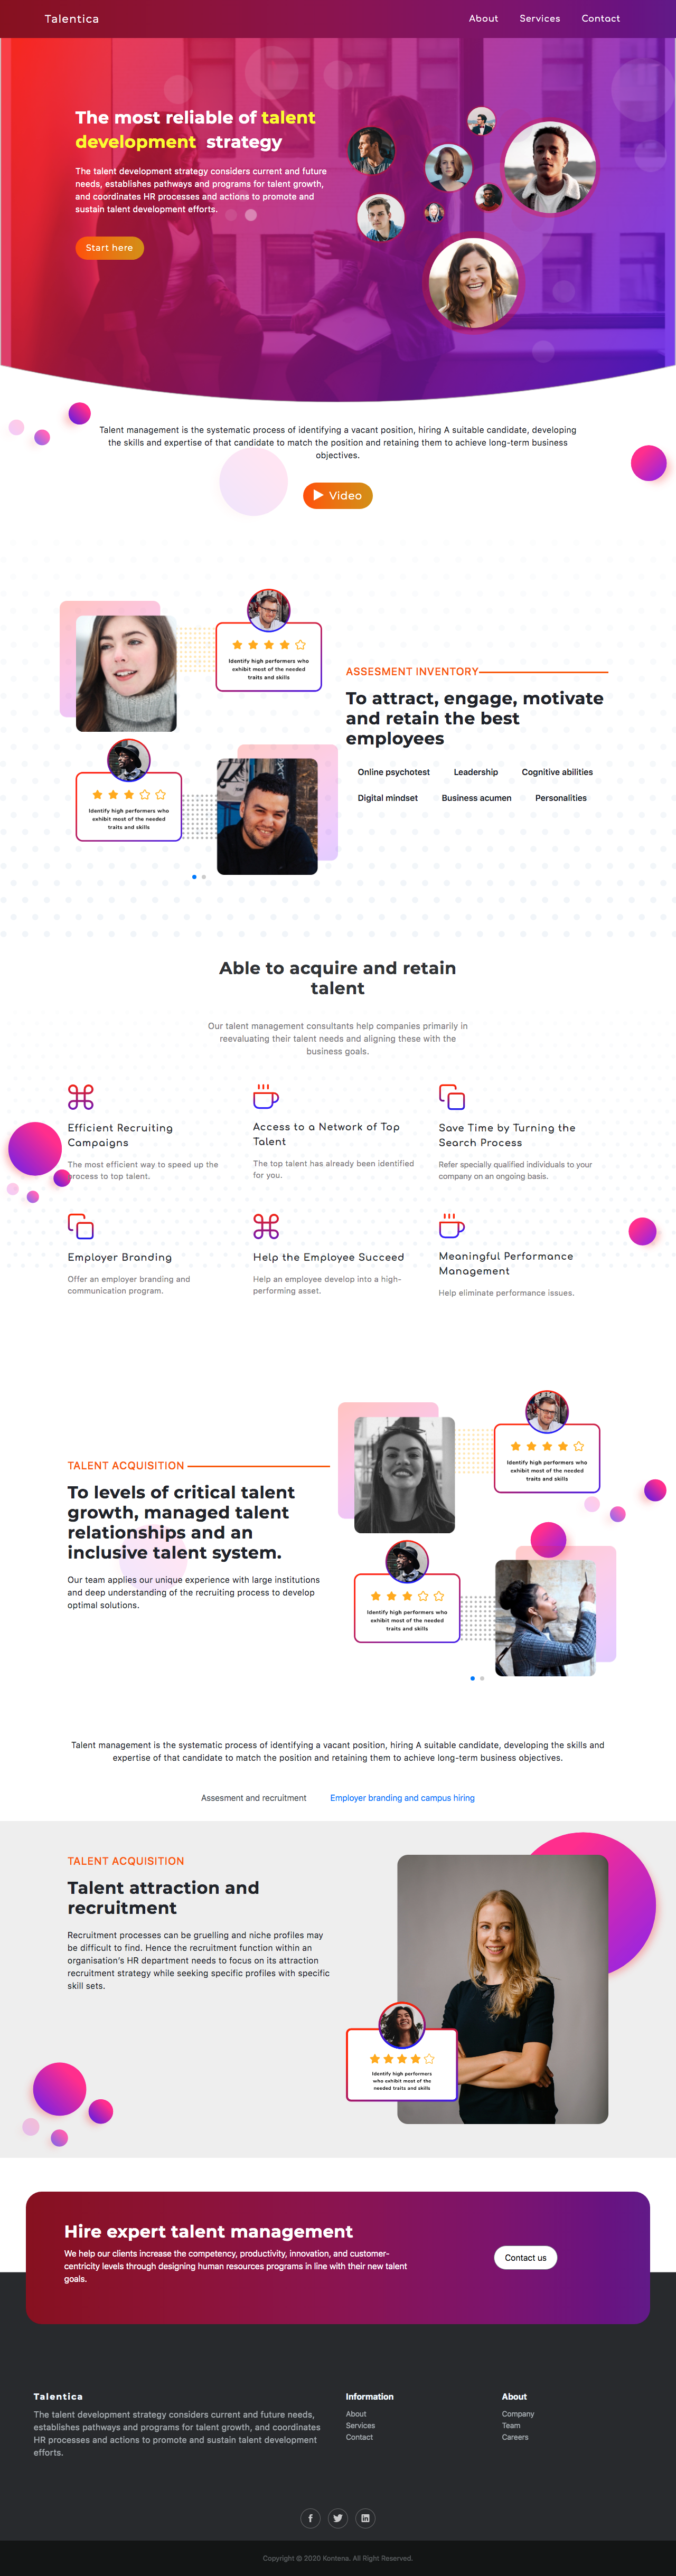 Talentica
About Services Contact
The most reliable of talent
development strategy
The talent development strategy considers current and future
needs, establishes pathways and programs for talent growth,
and coordinates HR processes and actions to promote and
sustain talent development efforts.
Start here
Talent management is the systematic process of identifying a vacant position, hiring A suitable candidate, developing
the skills and expertise of that candidate to match the position and retaining them to achieve long-term business
objectives.
Video
Identify high performers who
exhibit most of the needed
traits and skills
Identify high performers who
exhibit most of the needed
traits and skills
ASSESMENT INVENTORY
To attract, engage, motivate
and retain the best
employees
Online psychotest Leadership Cognitive abilities
Digital mindset Business acumen Personalities
Able to acquire and retain
talent
Our talent management consultants help companies primarily in
reevaluating their talent needs and aligning these with the
business goals.
Efficient Recruiting
Campaigns
The most efficient way to speed up the
process to top talent.
Access to a Network of Top
Talent
The top talent has already been identified
for you.
Save Time by Turning the
Search Process
Refer specially qualified individuals to your
company on an ongoing basis.
Employer Branding
Offer an employer branding and
communication program.
Help the Employee Succeed
Help an employee develop into a high-
performing asset.
Meaningful Performance
Management
Help eliminate performance issues.
TALENT ACQUISITION
To levels of critical talent
growth, managed talent
relationships and an
inclusive talent system.
Our team applies our unique experience with large institutions
and deep understanding of the recruiting process to develop
optimal solutions.
Identify high performers who
exhibit most of the needed
traits and skills
Identify high performers who
exhibit most of the needed
traits and skills
Talent management is the systematic process of identifying a vacant position, hiring A suitable candidate, developing the skills and
expertise of that candidate to match the position and retaining them to achieve long-term business objectives.
Assesment and recruitment Employer branding and campus hiring
TALENT ACQUISITION
Talent attraction and
recruitment
Recruitment processes can be gruelling and niche profiles may
be difficult to find. Hence the recruitment function within an
organisation's HR department needs to focus on its attraction
recruitment strategy while seeking specific profiles with specific
skill sets.
Identify high performers
who exhibit most of the
needed traits and skills
Hire expert talent management
We help our clients increase the competency, productivity, innovation, and customer-
centricity levels through designing human resources programs in line with their new talent
goals.
Contact us
Talentica
The talent development strategy considers current and future needs,
establishes pathways and programs for talent growth, and coordinates
HR processes and actions to promote and sustain talent development
efforts.
Information
About
Services
Contact
About
Company
Team
Careers
Copyright © 2020 Kontena. All Right Reserved.